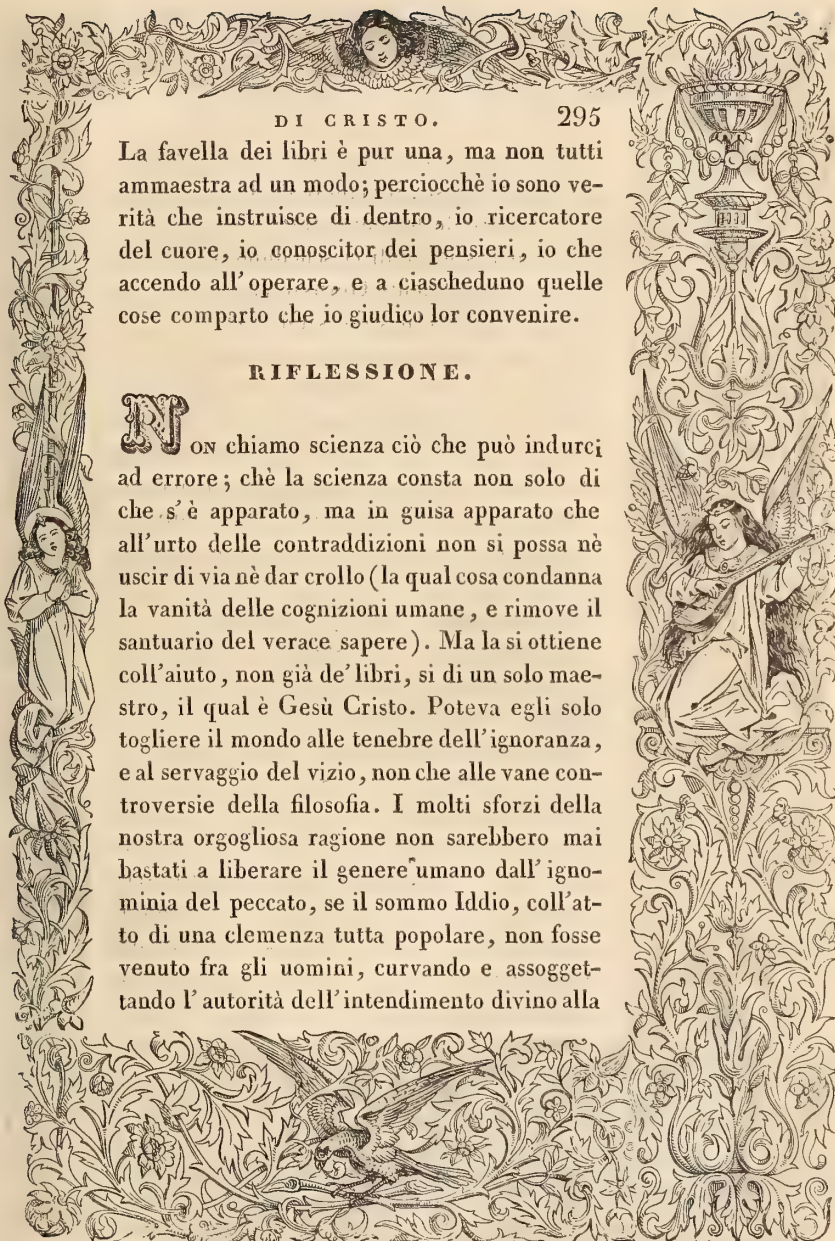 DI CRISTO. 295
La favella dei libri è pur una, ma non tutti
ammaestra ad un modo; perciocchè io sono ve-
rità che instruisce di dentro, io ricercatore
del cuore, io conoscitor dei pensieri, io che
accendo all'operare, e a ciascheduno quelle
cose comparto che io giudico lor convenire.
RIFLESSIONE.
NON chiamo scienza ciò che può indurci
ad errore; chè la scienza consta non solo di
che s'è apparato, ma in guisa apparato che
all'urto delle contraddizioni non si possa nè
uscir di via nè dar crollo (la qual cosa condanna
la vanità delle cognizioni umane, e rimove il
santuario del verace sapere). Ma la si ottiene
coll'aiuto, non già de' libri, si di un solo mae-
stro, il qual è Gesù Cristo. Poteva egli solo
togliere il mondo alle tenebre dell'ignoranza,
e al servaggio del vizio, non che alle vane con-
troversie della filosofia. I molti sforzi della
nostra orgogliosa ragione non sarebbero mai
bastati a liberare il genere umano dall'igno-
minia del peccato, se il sommo Iddio, coll'at-
to di una clemenza tutta popolare, non fosse
venuto fra gli uomini, curvando e assogget-
tando l'autorità dell'intendimento divino alla